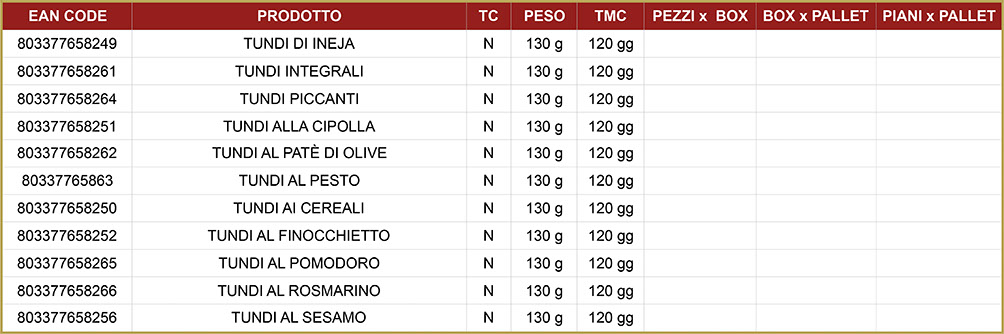 EAN CODE PRODOTTO TC PESO TMC PEZZI x BOX BOX x PALLET PIANI x PALLET
803377658249 TUNDI DI INEJA N 130 g 120 gg
803377658261 TUNDI INTEGRALI N 130 g 120 gg
803377658264 TUNDI PICCANTI N 130 g 120 gg
803377658251 TUNDI ALLA CIPOLLA N 130 g 120 gg
803377658262 TUNDI AL PATÈ DI OLIVE N 130 g 120 gg
80337765863 TUNDI AL PESTO N 130 g 120 gg
803377658250 TUNDI AI CEREALI N 130 g 120 gg
803377658252 TUNDI AL FINOCCHIETTO N 130 g 120 gg
803377658265 TUNDI AL POMODORO N 130 g 120 gg
803377658266 TUNDI AL ROSMARINO N 130 g 120 gg
803377658256 TUNDI AL SESAMO N 130 g 120 gg